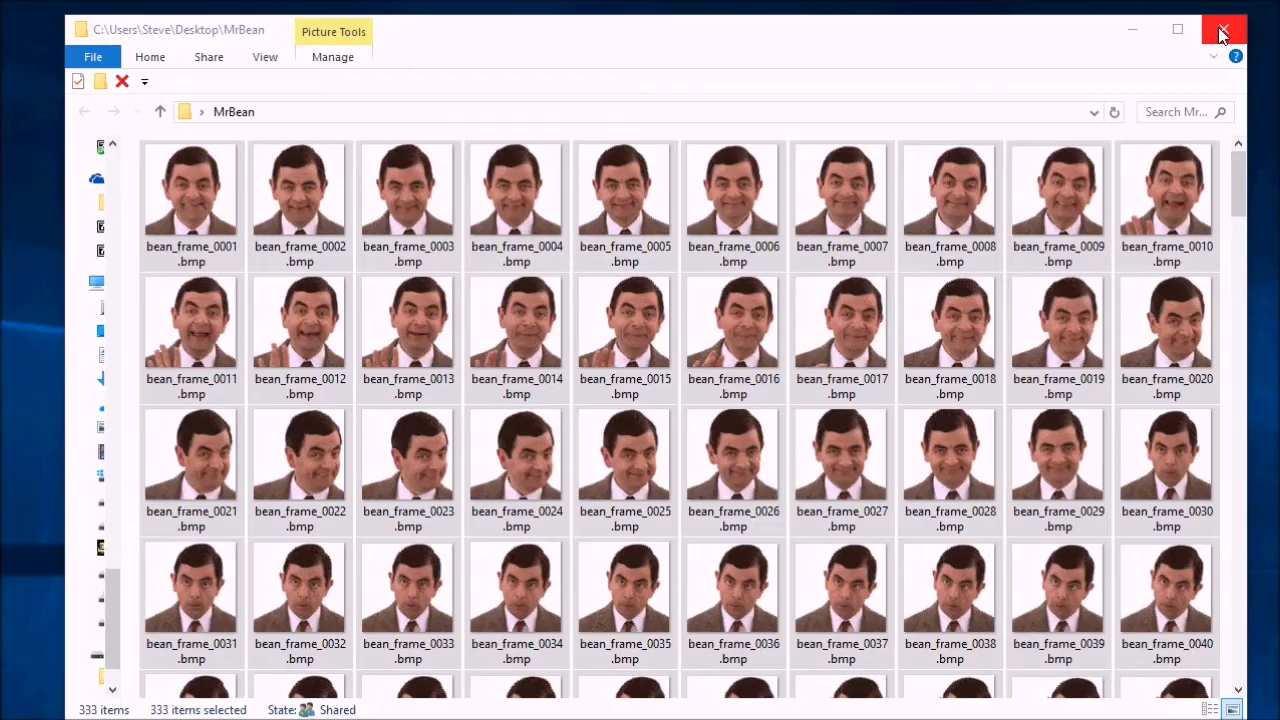 C:\Users\Steve\Desktop\MrBean
Picture Tools
File
Home
Share
View
Manage
MrBean
Search Mr...
bean_frame_0001
.bmp
bean_frame_0002
.bmp
bean_frame_0003
.bmp
bean_frame_0004
.bmp
bean_frame_0005
.bmp
bean_frame_0006
.bmp
bean_frame_0007
.bmp
bean_frame_0008
.bmp
bean_frame_0009
.bmp
bean_frame_0010
.bmp
bean_frame_0011
.bmp
bean_frame_0012
.bmp
bean_frame_0013
.bmp
bean_frame_0014
.bmp
bean_frame_0015
.bmp
bean_frame_0016
.bmp
bean_frame_0017
.bmp
bean_frame_0018
.bmp
bean_frame_0019
.bmp
bean_frame_0020
.bmp
bean_frame_0021
.bmp
bean_frame_0022
.bmp
bean_frame_0023
.bmp
bean_frame_0024
.bmp
bean_frame_0025
.bmp
bean_frame_0026
.bmp
bean_frame_0027
.bmp
bean_frame_0028
.bmp
bean_frame_0029
.bmp
bean_frame_0030
.bmp
bean_frame_0031
.bmp
bean_frame_0032
.bmp
bean_frame_0033
.bmp
bean_frame_0034
.bmp
bean_frame_0035
.bmp
bean_frame_0036
.bmp
bean_frame_0037
.bmp
bean_frame_0038
.bmp
bean_frame_0039
.bmp
bean_frame_0040
.bmp
333 items
333 items selected
State:
Shared